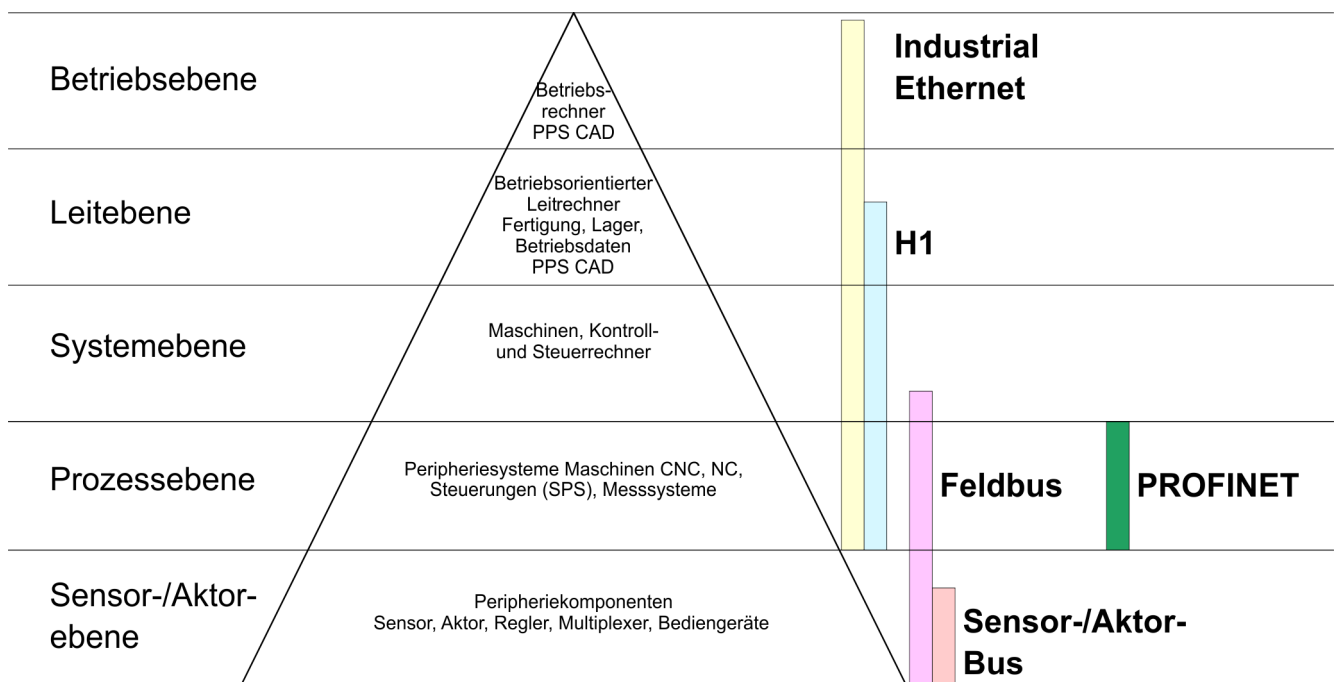 Betriebsebene
Betriebs-
rechner
PPS CAD
Industrial
Ethernet
Leitebene
Betriebsorientierter
Leitrechner
Fertigung, Lager,
Betriebsdaten
PPS CAD
H1
Systemebene
Maschinen, Kontroll-
und Steuerrechner
Prozessebene
Peripheriesysteme Maschinen CNC, NC,
Steuerungen (SPS), Messsysteme
Feldbus
PROFINET
Sensor-/Aktor-
ebene
Peripheriekomponenten
Sensor, Aktor, Regler, Multiplexer, Bediengeräte
Sensor-/Aktor-
Bus